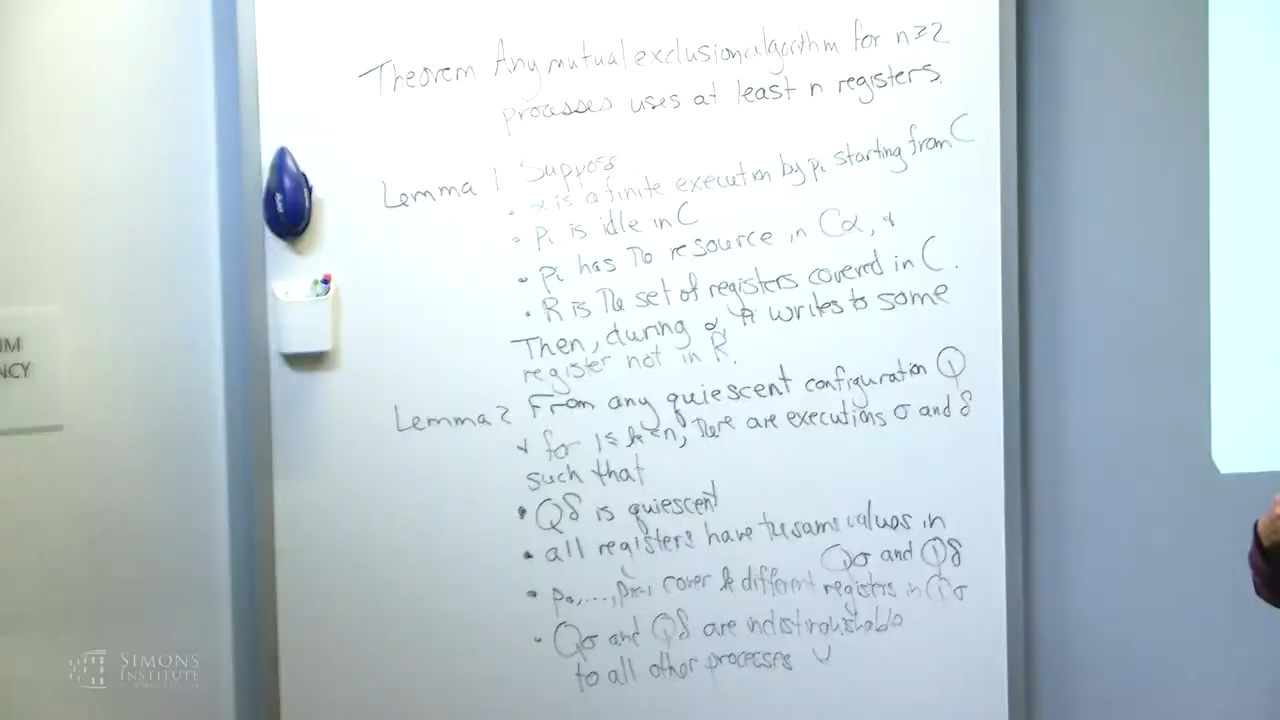 Theorem Any mutual exclusion algorithm for n≥2
processes uses at least n registers.
Lemma 1 Suppose
• α is a finite execution by pi starting from C
• pi is idle in C
• pi has the resource in Cα, &
• R is the set of registers covered in C.
Then, during α, pi writes to some
register not in R.
Lemma 2 From any quiescent configuration Q
& for 1≤k≤n, there are executions σ and δ
such that
• Qδ is quiescent
• all registers have the same values in
Qσ and Qδ
• p0,...,pk-1 cover k different registers in Qσ
• Qσ and Qδ are indistinguishable
to all other processes
IM
NCY
SIMONS
INSTITUTE